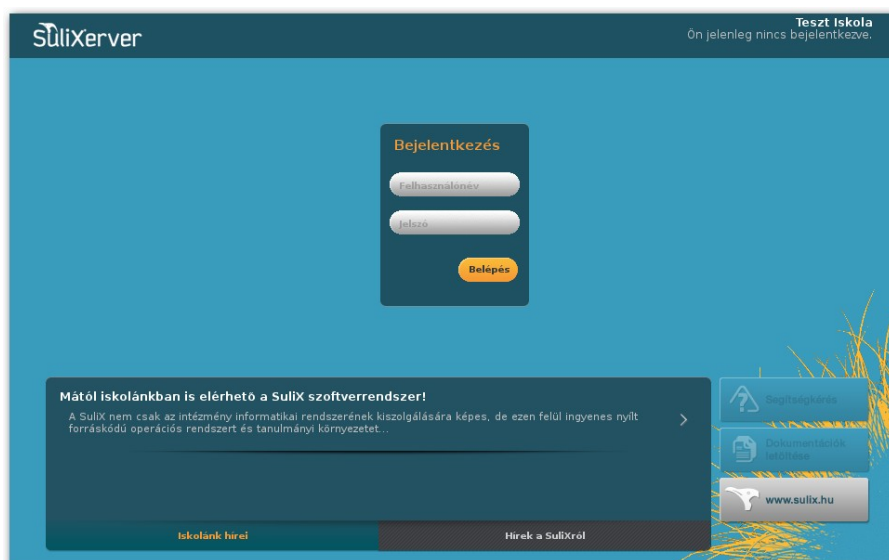 SuliXerver
Teszt Iskola
Ön jelenleg nincs bejelentkezve.
Bejelentkezés
Felhasználónév
Jelszó
Belépés
Mától iskolánkban is elérhető a SuliX szoftverrendszer!
A SuliX nem csak az intézmény informatikai rendszerének kiszolgálására képes, de ezen felül ingyenes nyílt
forráskódú operációs rendszert és tanulmányi környezetet...
Iskolánk hírei
Hírek a SuliXról
Segítségkérés
Dokumentációk
letöltése
www.sulix.hu